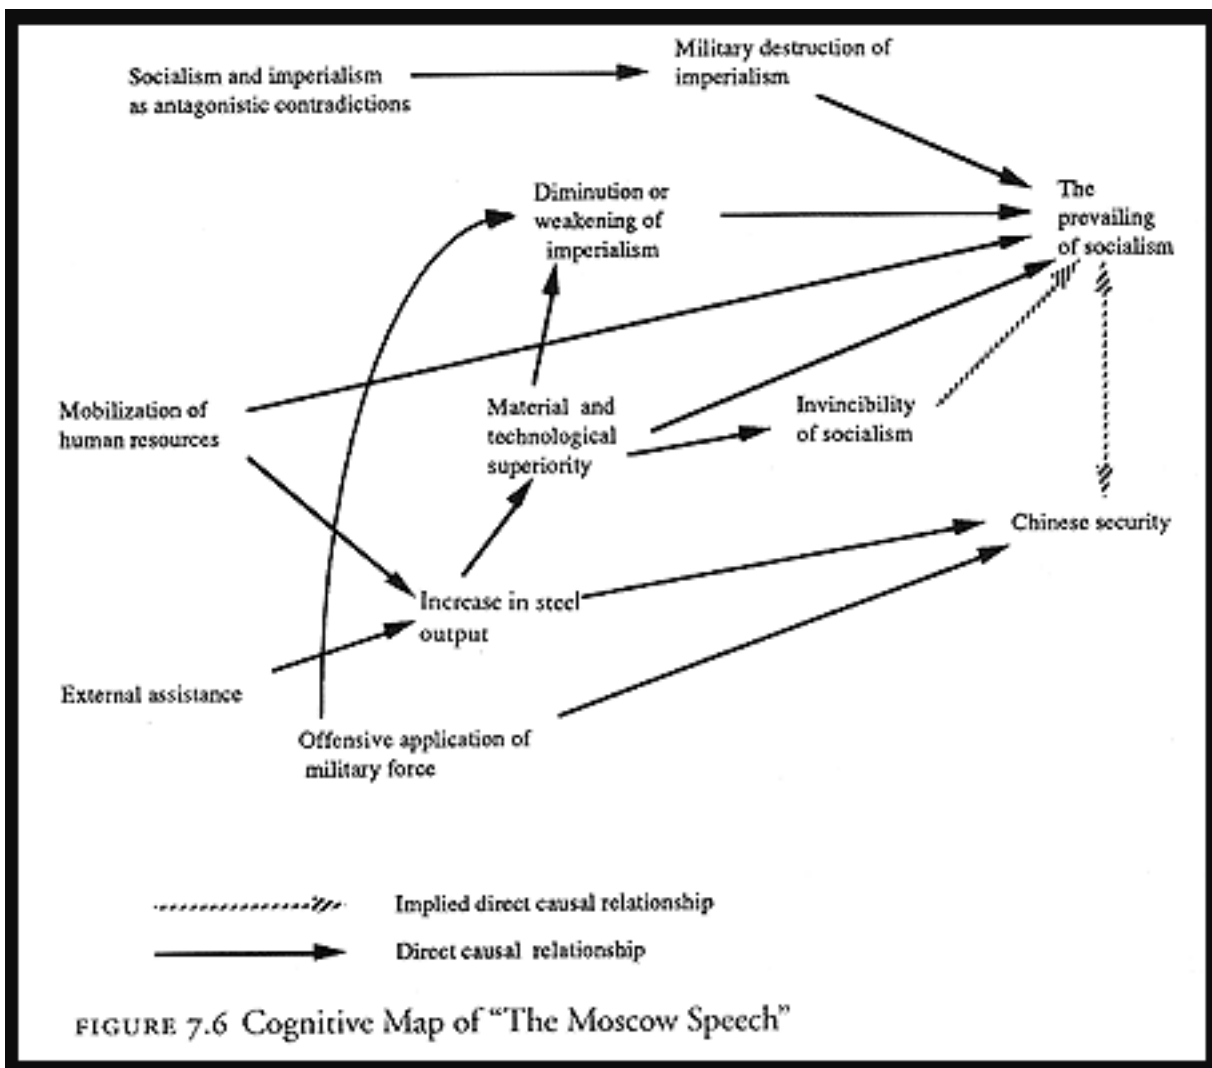 Socialism and imperialism
as antagonistic contradictions
Military destruction of
imperialism
Diminution or
weakening of
imperialism
The
prevailing
of socialism
Mobilization of
human resources
Material and
technological
superiority
Invincibility
of socialism
Chinese security
Increase in steel
output
External assistance
Offensive application of
military force
Implied direct causal relationship
Direct causal relationship
FIGURE 7.6 Cognitive Map of “The Moscow Speech”